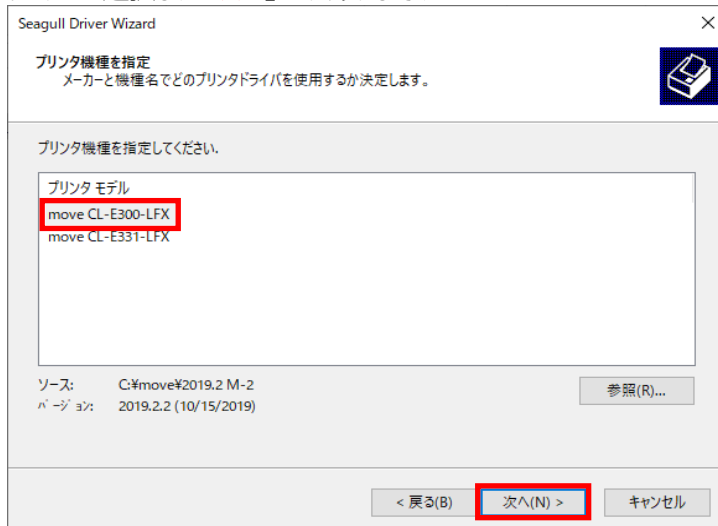 Seagull Driver Wizard
プリンタ機種を指定
メーカーと機種名でどのプリンタドライバを使用するか決定します。
プリンタ機種を指定してください.
プリンタ モデル
move CL-E300-LFX
move CL-E331-LFX
ソース: C:¥move¥2019.2 M-2
参照(R)...
バージョン: 2019.2.2 (10/15/2019)
< 戻る(B) 次へ(N) > キャンセル